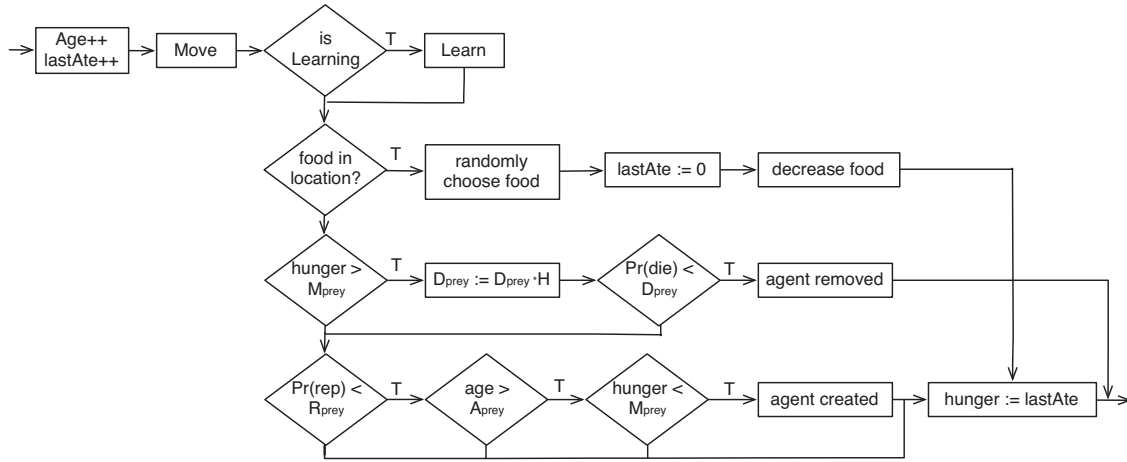 Age++
lastAte++
Move
is
Learning
T
Learn
food in
location?
T
randomly
choose food
lastAte := 0
decrease food
hunger >
Mprey
T
Dprey := Dprey*H
Pr(die) <
Dprey
T
agent removed
Pr(rep) <
Rprey
T
age >
Aprey
T
hunger <
Mprey
T
agent created
hunger := lastAte